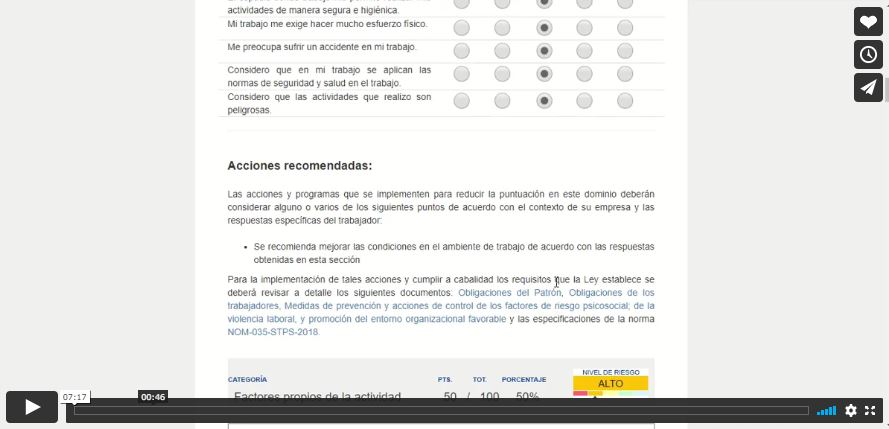 actividades de manera segura e higiénica.
Mi trabajo me exige hacer mucho esfuerzo físico.
Me preocupa sufrir un accidente en mi trabajo.
Considero que en mi trabajo se aplican las
normas de seguridad y salud en el trabajo.
Considero que las actividades que realizo son
peligrosas.
Acciones recomendadas:
Las acciones y programas que se implementen para reducir la puntuación en este dominio deberán
considerar alguno o varios de los siguientes puntos de acuerdo con el contexto de su empresa y las
respuestas específicas del trabajador:
• Se recomienda mejorar las condiciones en el ambiente de trabajo de acuerdo con las respuestas
obtenidas en esta sección
Para la implementación de tales acciones y cumplir a cabalidad los requisitos que la Ley establece se
deberá revisar a detalle los siguientes documentos: Obligaciones del Patrón, Obligaciones de los
trabajadores, Medidas de prevención y acciones de control de los factores de riesgo psicosocial; de la
violencia laboral, y promoción del entorno organizacional favorable y las especificaciones de la norma
NOM-035-STPS-2018.
NIVEL DE RIESGO
CATEGORÍA PTS. TOT. PORCENTAJE ALTO
Factores propios de la actividad 50 / 100 50%
07:17 00:46